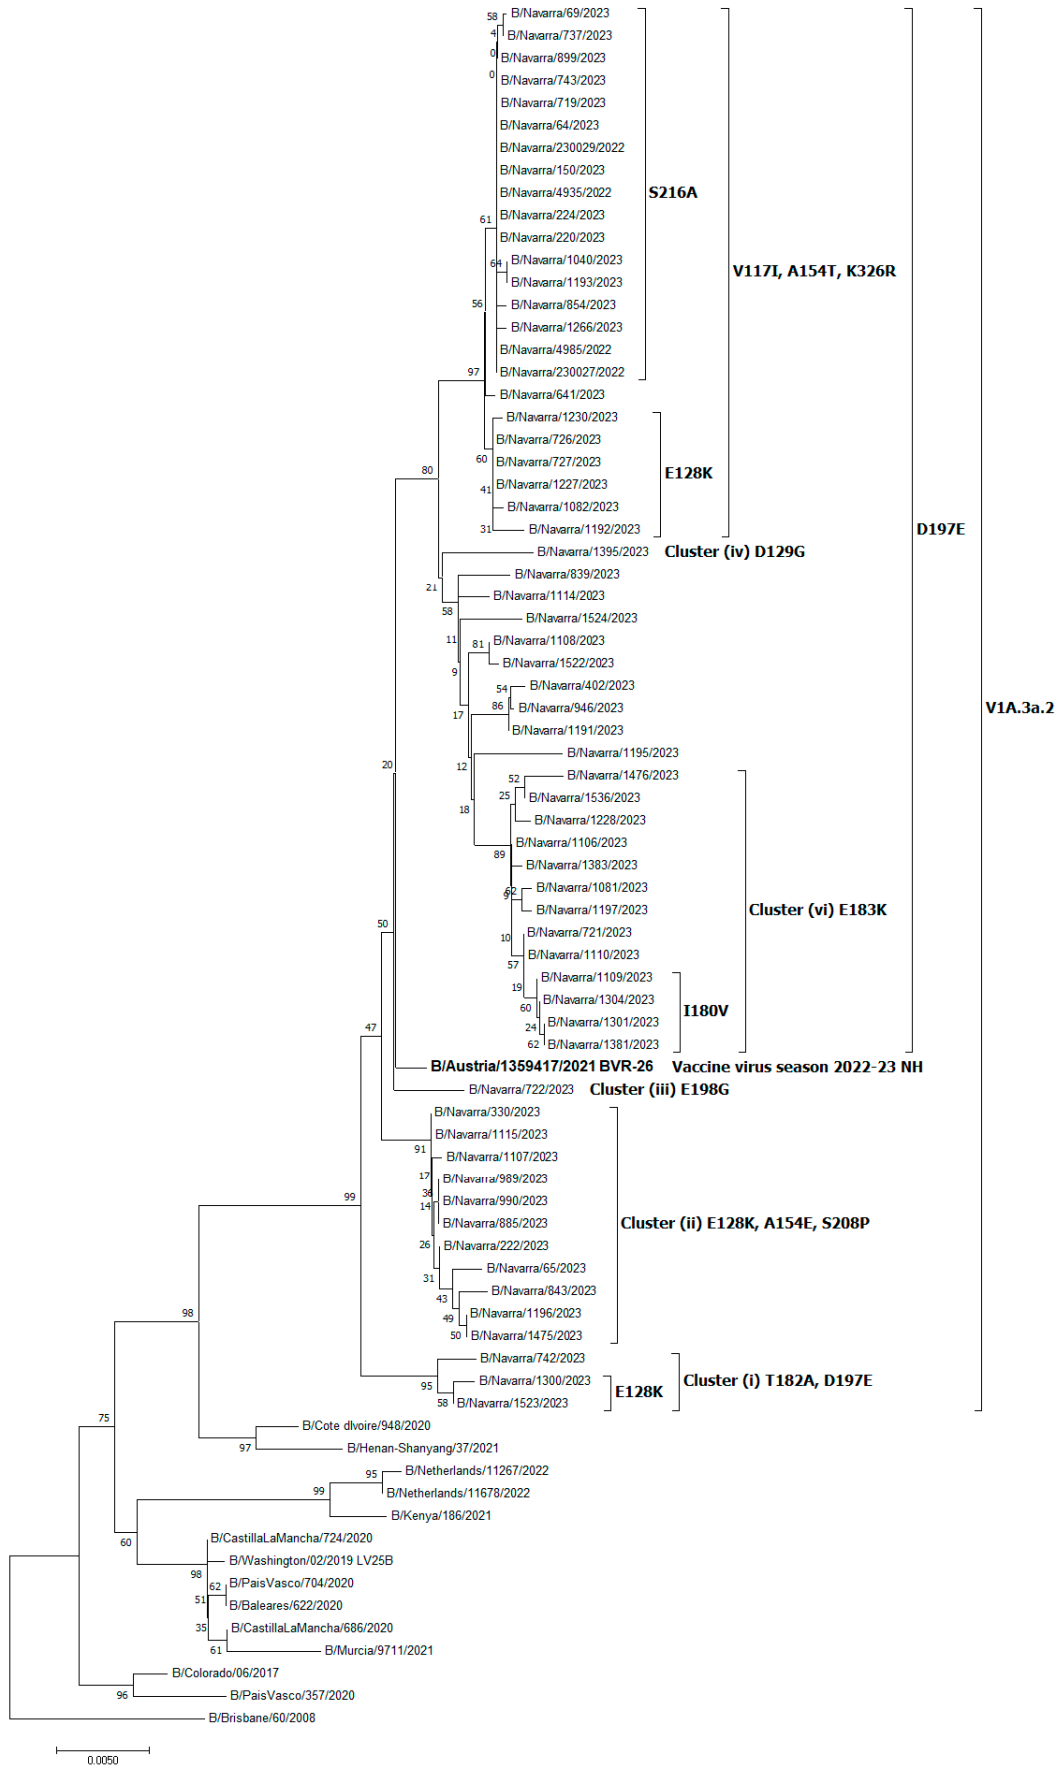 58 B/Navarra/69/2023
4 B/Navarra/737/2023
0 B/Navarra/899/2023
0 B/Navarra/743/2023
B/Navarra/719/2023
B/Navarra/64/2023
B/Navarra/230029/2022
B/Navarra/150/2023
B/Navarra/4935/2022 S216A
61 B/Navarra/224/2023
B/Navarra/220/2023
64 B/Navarra/1040/2023
V117I, A154T, K326R
B/Navarra/1193/2023
56 B/Navarra/854/2023
B/Navarra/1266/2023
B/Navarra/4985/2022
97 B/Navarra/230027/2022
B/Navarra/641/2023
B/Navarra/1230/2023
B/Navarra/726/2023
60 B/Navarra/727/2023
80 E128K
41 B/Navarra/1227/2023
B/Navarra/1082/2023
31 B/Navarra/1192/2023 D197E
B/Navarra/1395/2023 Cluster (iv) D129G
B/Navarra/839/2023
21 B/Navarra/1114/2023
58
B/Navarra/1524/2023
11 81 B/Navarra/1108/2023
B/Navarra/1522/2023
9
54 B/Navarra/402/2023
86 B/Navarra/946/2023 V1A.3a.2
17 B/Navarra/1191/2023
B/Navarra/1195/2023
20 12
52 B/Navarra/1476/2023
25 B/Navarra/1536/2023
18 B/Navarra/1228/2023
B/Navarra/1106/2023
89 B/Navarra/1383/2023
62 B/Navarra/1081/2023
9 B/Navarra/1197/2023 Cluster (vi) E183K
50 B/Navarra/721/2023
10 B/Navarra/1110/2023
57 B/Navarra/1109/2023
19 B/Navarra/1304/2023
60 I180V
24 B/Navarra/1301/2023
47 62 B/Navarra/1381/2023
B/Austria/1359417/2021 BVR-26 Vaccine virus season 2022-23 NH
B/Navarra/722/2023 Cluster (iii) E198G
B/Navarra/330/2023
B/Navarra/1115/2023
91 B/Navarra/1107/2023
17 B/Navarra/989/2023
36 B/Navarra/990/2023
99 14 B/Navarra/885/2023 Cluster (ii) E128K, A154E, S208P
26 B/Navarra/222/2023
B/Navarra/65/2023
31 B/Navarra/843/2023
43 B/Navarra/1196/2023
98 49
50 B/Navarra/1475/2023
B/Navarra/742/2023
95 B/Navarra/1300/2023 Cluster (i) T182A, D197E
E128K
58 B/Navarra/1523/2023
75 B/Cote dIvoire/948/2020
97 B/Henan-Shanyang/37/2021
95 B/Netherlands/11267/2022
99 B/Netherlands/11678/2022
B/Kenya/186/2021
60 B/CastillaLaMancha/724/2020
B/Washington/02/2019 LV25B
98
62 B/PaisVasco/704/2020
51 B/Baleares/622/2020
35 B/CastillaLaMancha/686/2020
61 B/Murcia/9711/2021
B/Colorado/06/2017
96 B/PaisVasco/357/2020
B/Brisbane/60/2008
0.0050